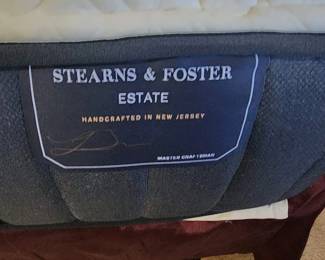 STEARNS & FOSTER
ESTATE
HANDCRAFTED IN NEW JERSEY
MASTER CRAFTSMAN